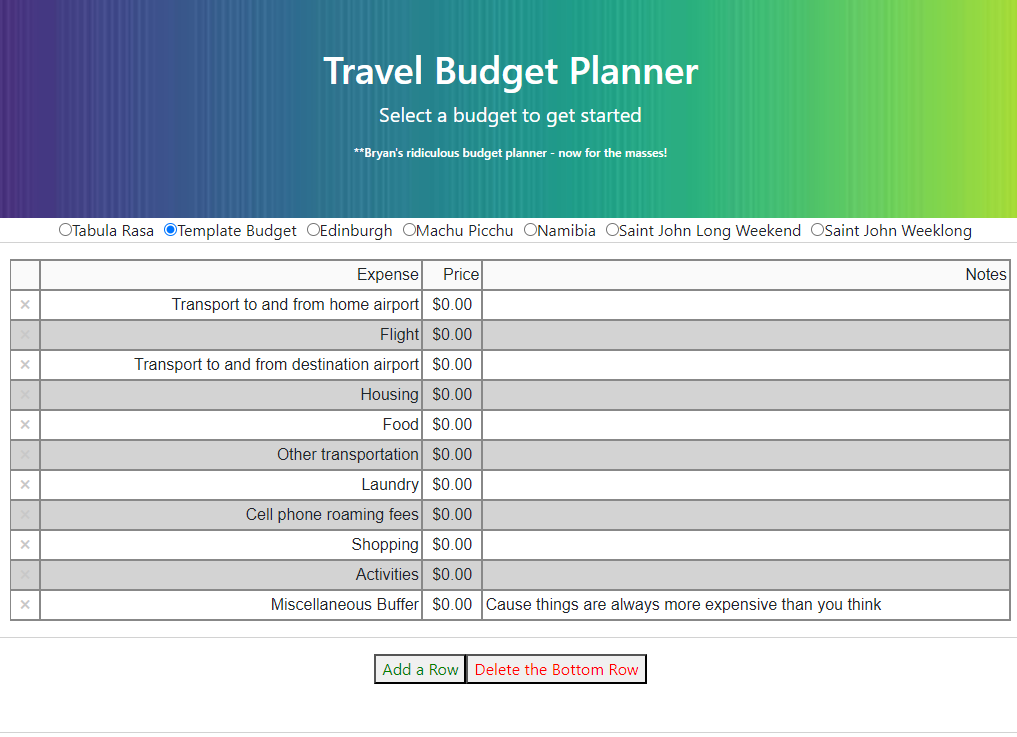 Travel Budget Planner
Select a budget to get started
**Bryan's ridiculous budget planner - now for the masses!
Tabula Rasa Template Budget Edinburgh Machu Picchu Namibia Saint John Long Weekend Saint John Weeklong
Expense Price Notes
× Transport to and from home airport $0.00
× Flight $0.00
× Transport to and from destination airport $0.00
× Housing $0.00
× Food $0.00
× Other transportation $0.00
× Laundry $0.00
× Cell phone roaming fees $0.00
× Shopping $0.00
× Activities $0.00
× Miscellaneous Buffer $0.00 Cause things are always more expensive than you think
Add a Row Delete the Bottom Row